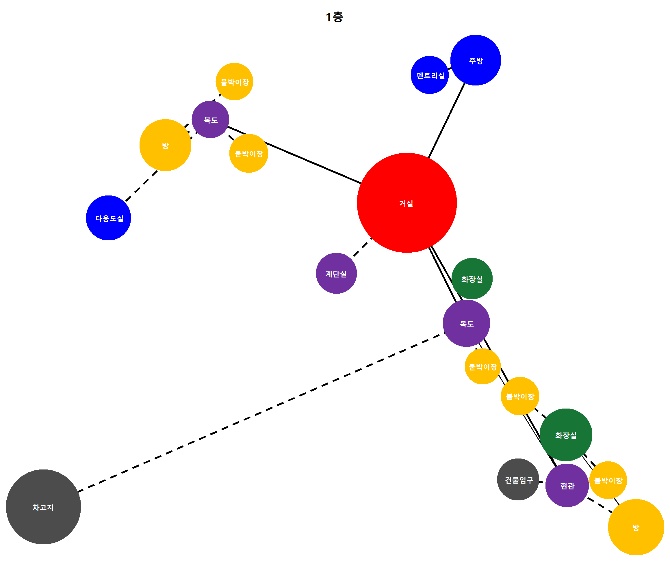 1층
주방
팬트리실
붙박이장
복도
방
붙박이장
거실
다용도실
계단실
화장실
복도
붙박이장
붙박이장
화장실
건물입구
현관
붙박이장
차고지
방